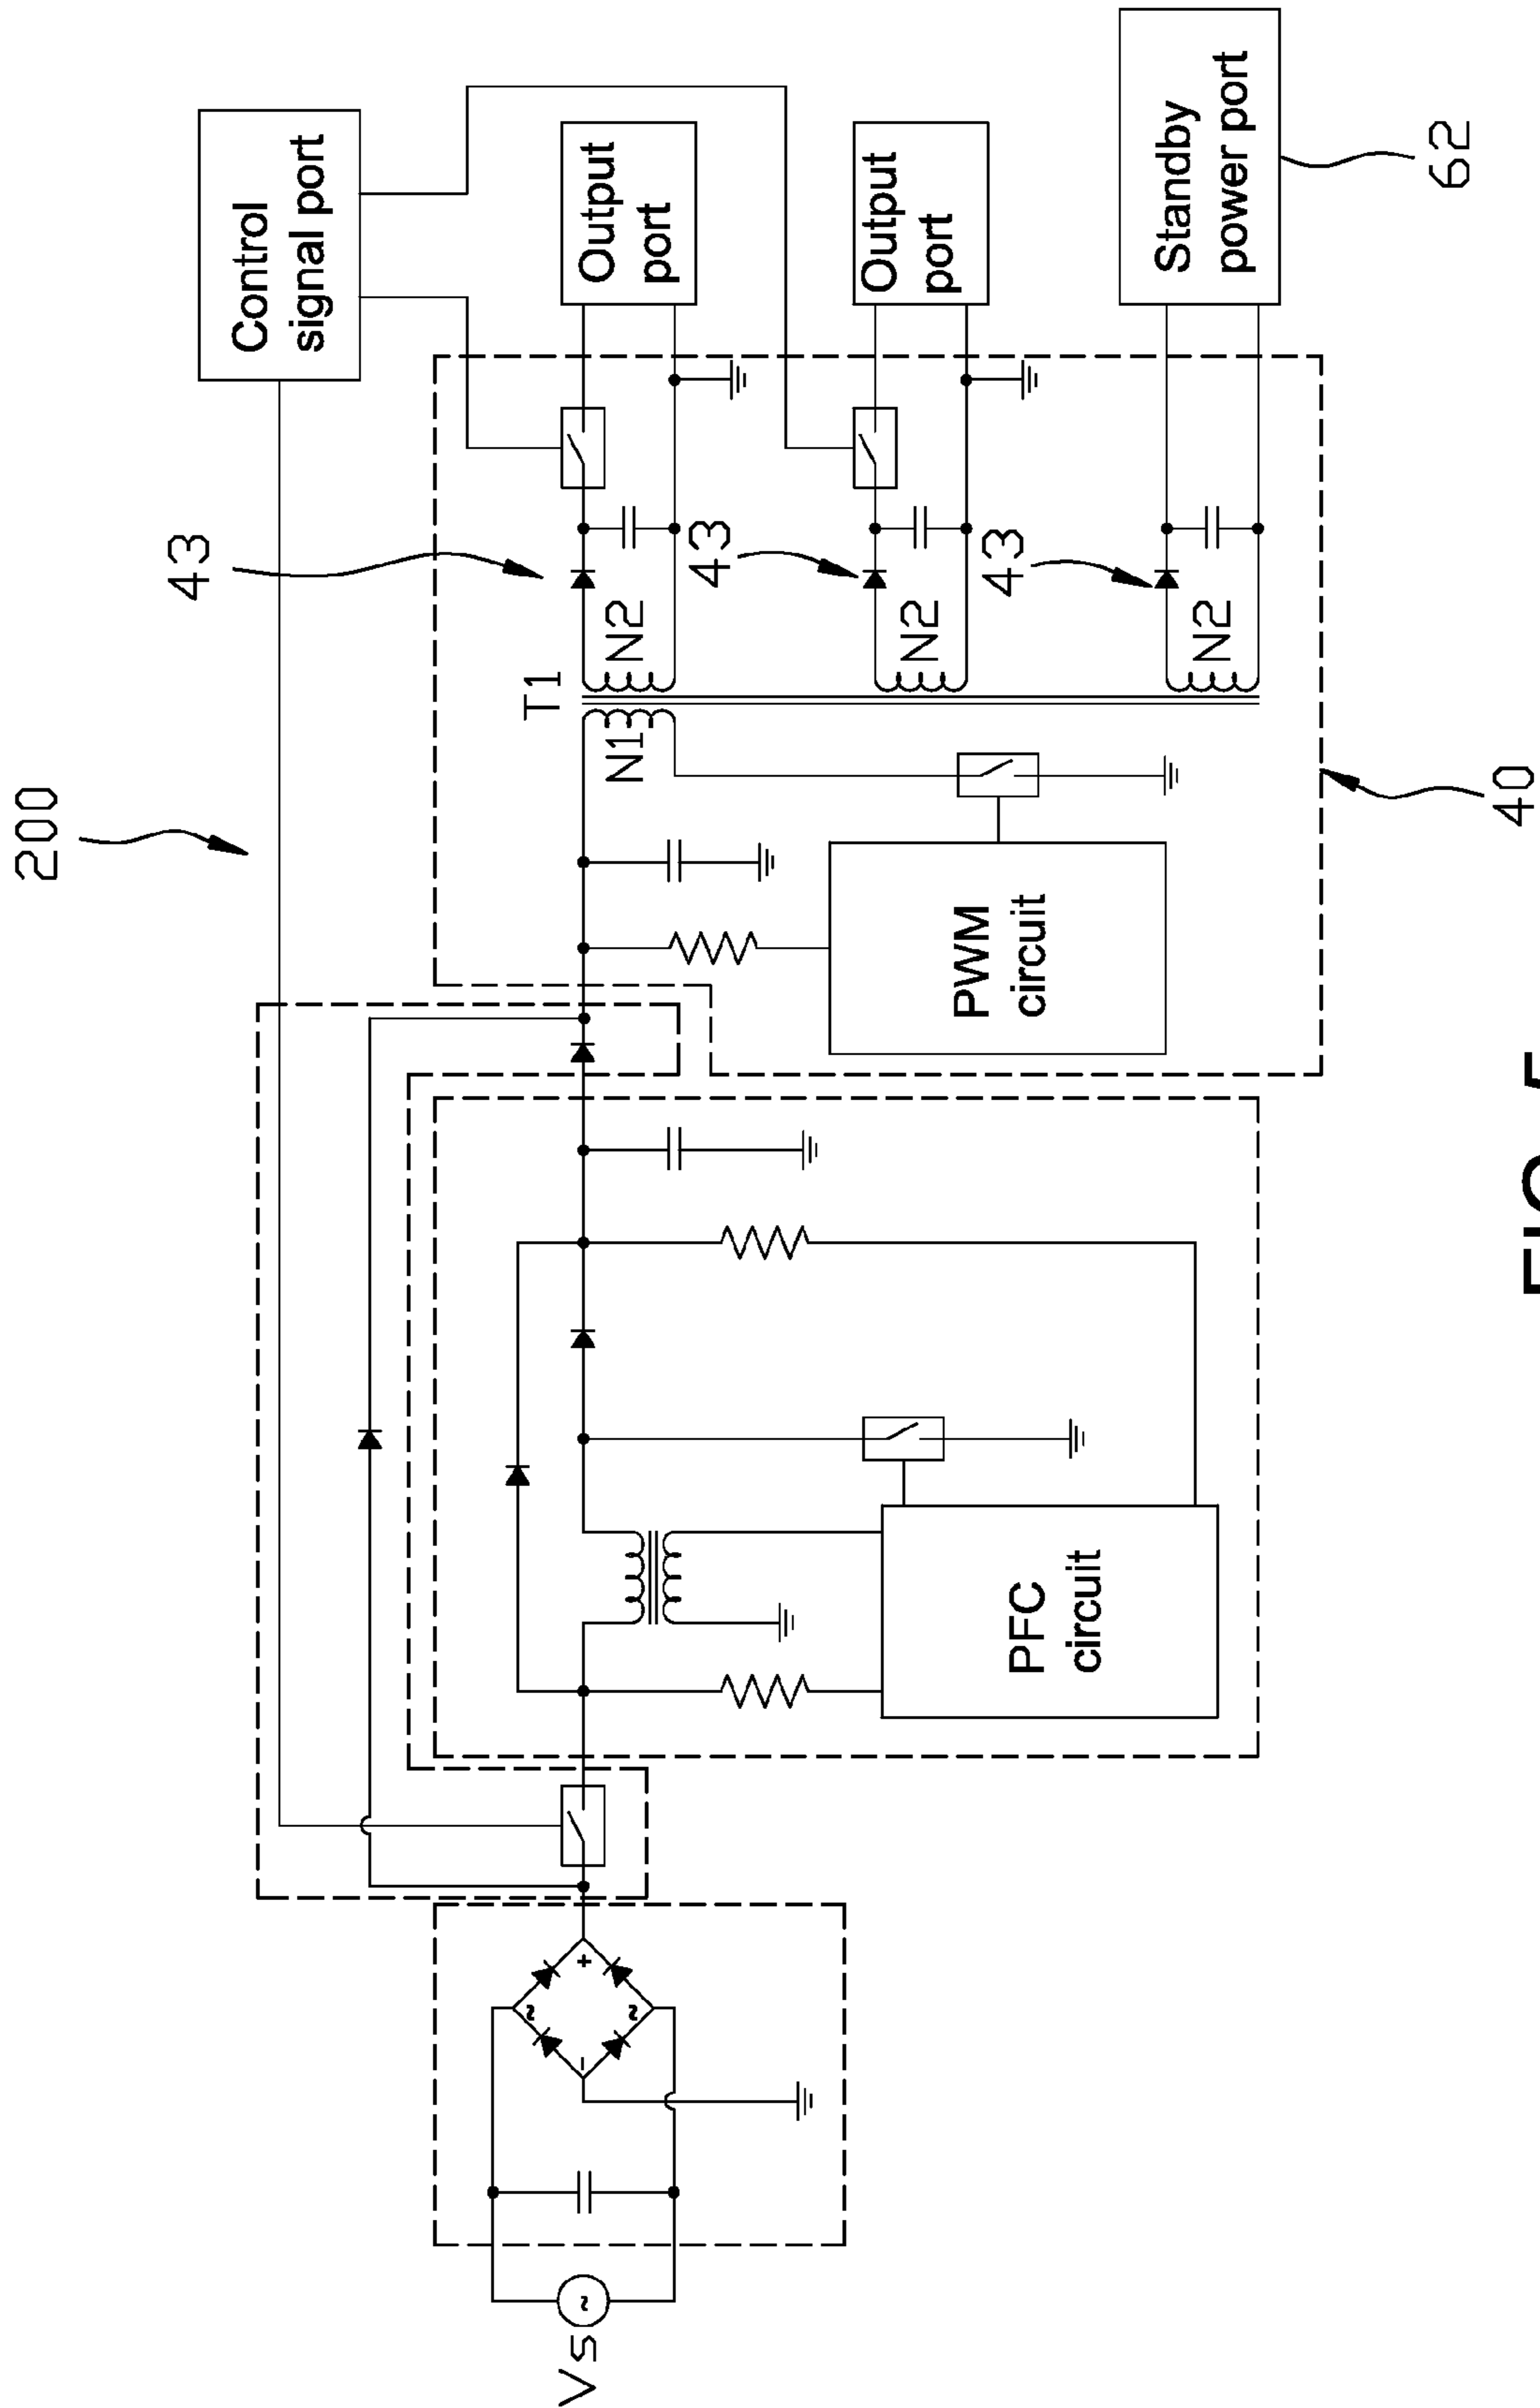 200
Control
signal port
43
T1
N1
N2
Output
port
43
N2
Output
port
43
N2
Standby
power port
62
PWM
circuit
40
PFC
circuit
Vs
~
~
~
+
−